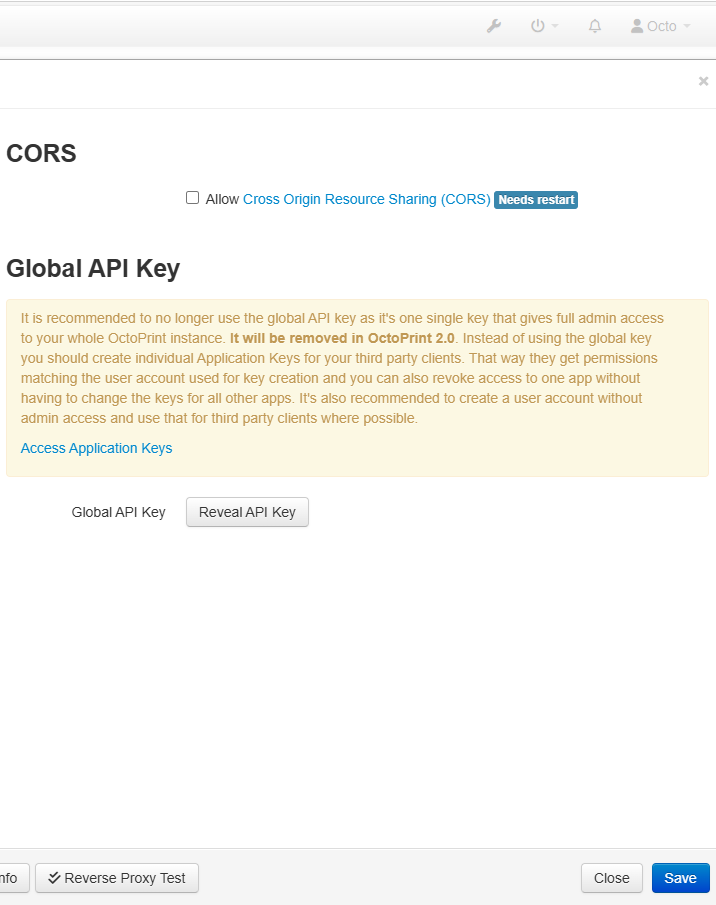 Octo
×
CORS
Allow Cross Origin Resource Sharing (CORS) Needs restart
Global API Key
It is recommended to no longer use the global API key as it's one single key that gives full admin access
to your whole OctoPrint instance. It will be removed in OctoPrint 2.0. Instead of using the global key
you should create individual Application Keys for your third party clients. That way they get permissions
matching the user account used for key creation and you can also revoke access to one app without
having to change the keys for all other apps. It's also recommended to create a user account without
admin access and use that for third party clients where possible.
Access Application Keys
Global API Key Reveal API Key
nfo Reverse Proxy Test Close Save